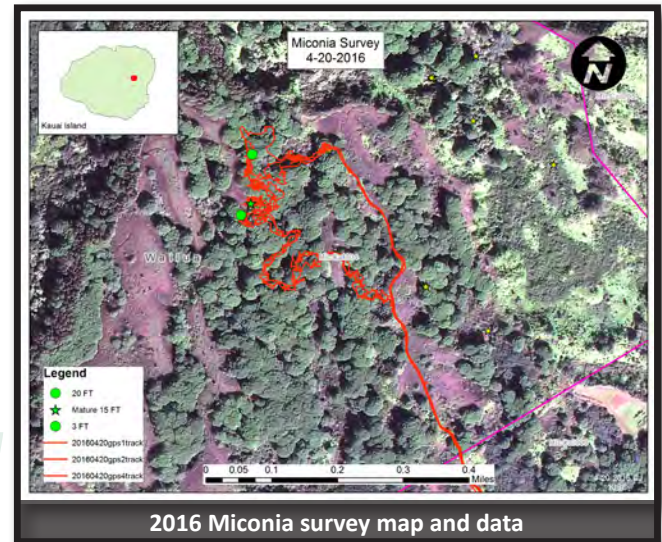 Miconia Survey
4-20-2016
N
Kauai Island
Wailua
Legend
20 FT
Mature 15 FT
3 FT
20160420gps1track
20160420gps2track
20160420gps4track
0 0.05 0.1 0.2 0.3 0.4
Miles
2016 Miconia survey map and data